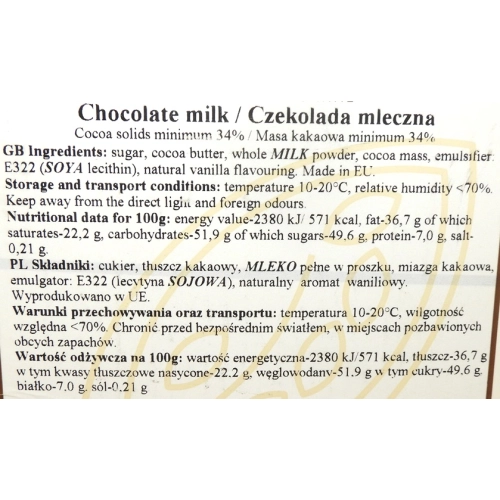 Chocolate milk / Czekolada mleczna
Cocoa solids minimum 34% / Masa kakaowa minimum 34%
GB Ingredients: sugar, cocoa butter, whole MILK powder, cocoa mass, emulsifier:
E322 (SOYA lecithin), natural vanilla flavouring. Made in EU.
Storage and transport conditions: temperature 10-20°C, relative humidity <70%.
Keep away from the direct light and foreign odours.
Nutritional data for 100g: energy value-2380 kJ/ 571 kcal, fat-36,7 g of which
saturates-22,2 g, carbohydrates-51,9 g of which sugars-49.6 g, protein-7,0 g, salt-
0,21 g.
PL Składniki: cukier, tłuszcz kakaowy, MLEKO pełne w proszku, miazga kakaowa,
emulgator: E322 (lecytyna SOJOWA), naturalny aromat waniliowy.
Wyprodukowano w UE.
Warunki przechowywania oraz transportu: temperatura 10-20°C, wilgotność
względna <70%. Chronić przed bezpośrednim światłem, w miejscach pozbawionych
obcych zapachów.
Wartość odżywcza na 100g: wartość energetyczna-2380 kJ/571 kcal, tłuszcz-36,7 g
w tym kwasy tłuszczowe nasycone-22.2 g, węglowodany-51.9 g w tym cukry-49.6 g.
białko-7.0 g. sól-0.21 g